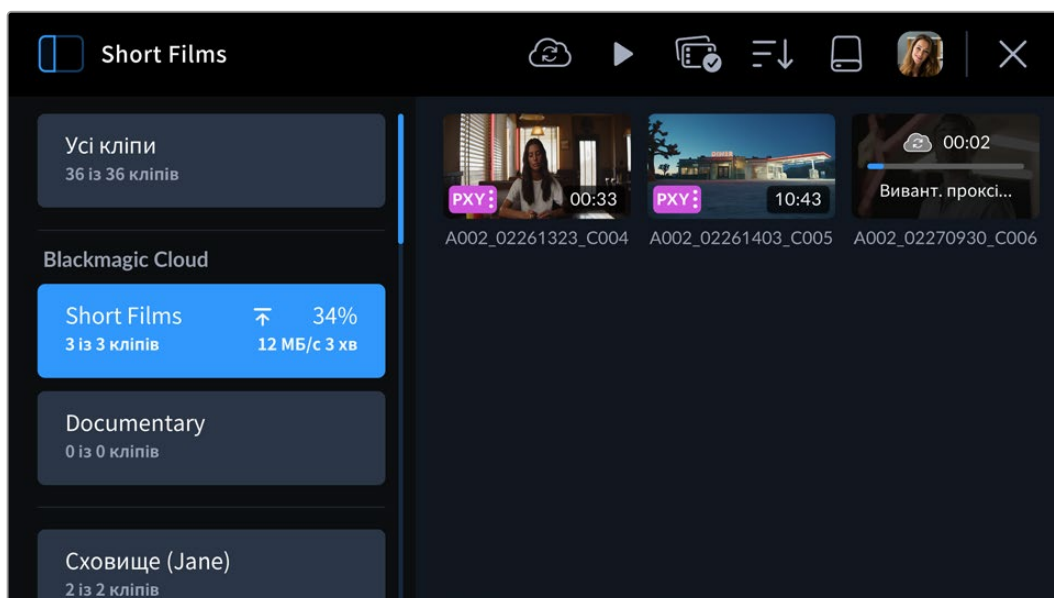 Short Films
Усі кліпи
36 із 36 кліпів
Blackmagic Cloud
Short Films 34%
3 із 3 кліпів 12 МБ/с 3 хв
Documentary
0 із 0 кліпів
Сховище (Jane)
2 із 2 кліпів
DINER
PXY 00:33
PXY 10:43
00:02
Вивант. проксі...
A002_02261323_C004 A002_02261403_C005 A002_02270930_C006